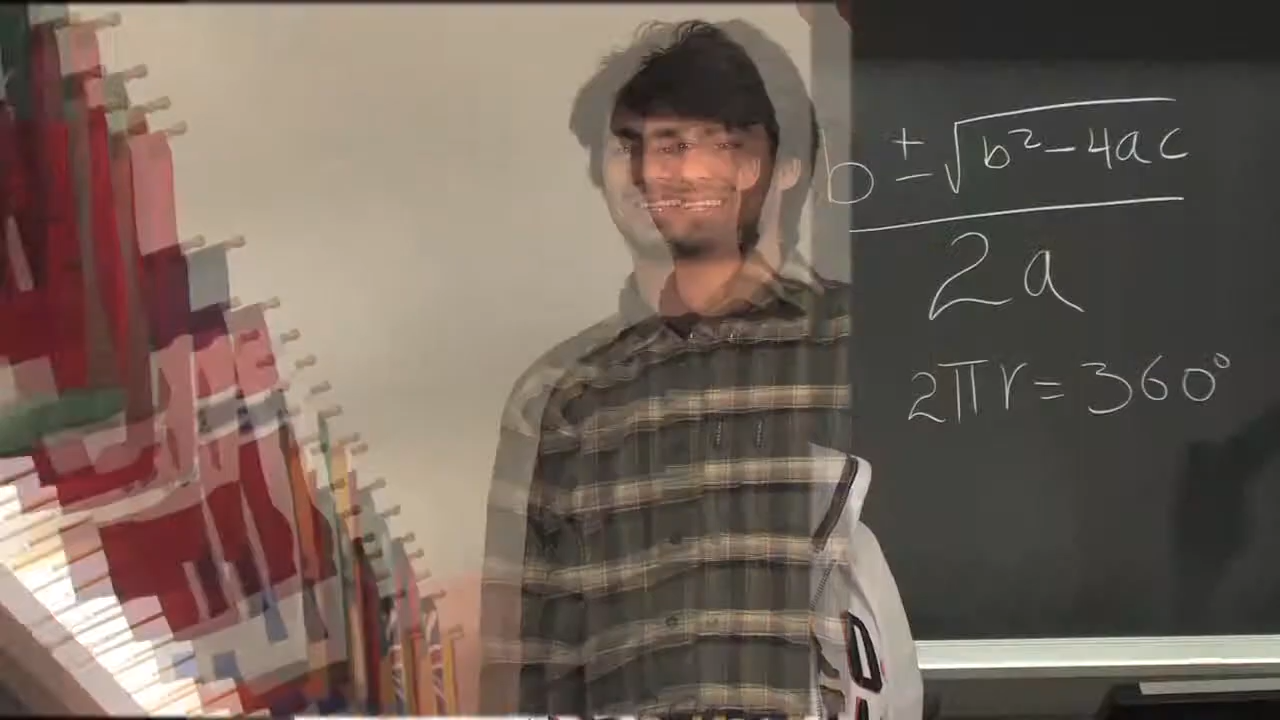 b ± √b² - 4ac
2a
2πr = 360°